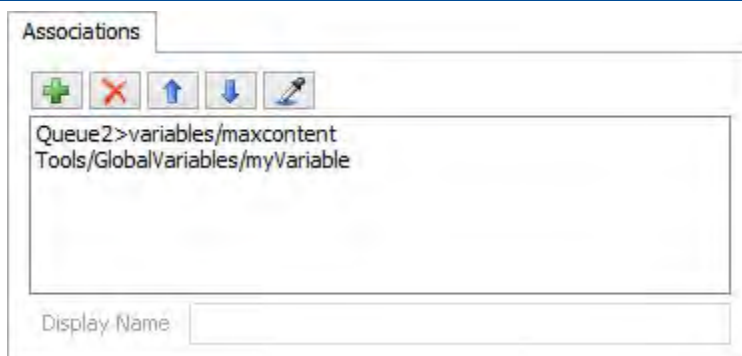 Associations
Queue2>variables/maxcontent
Tools/GlobalVariables/myVariable
Display Name